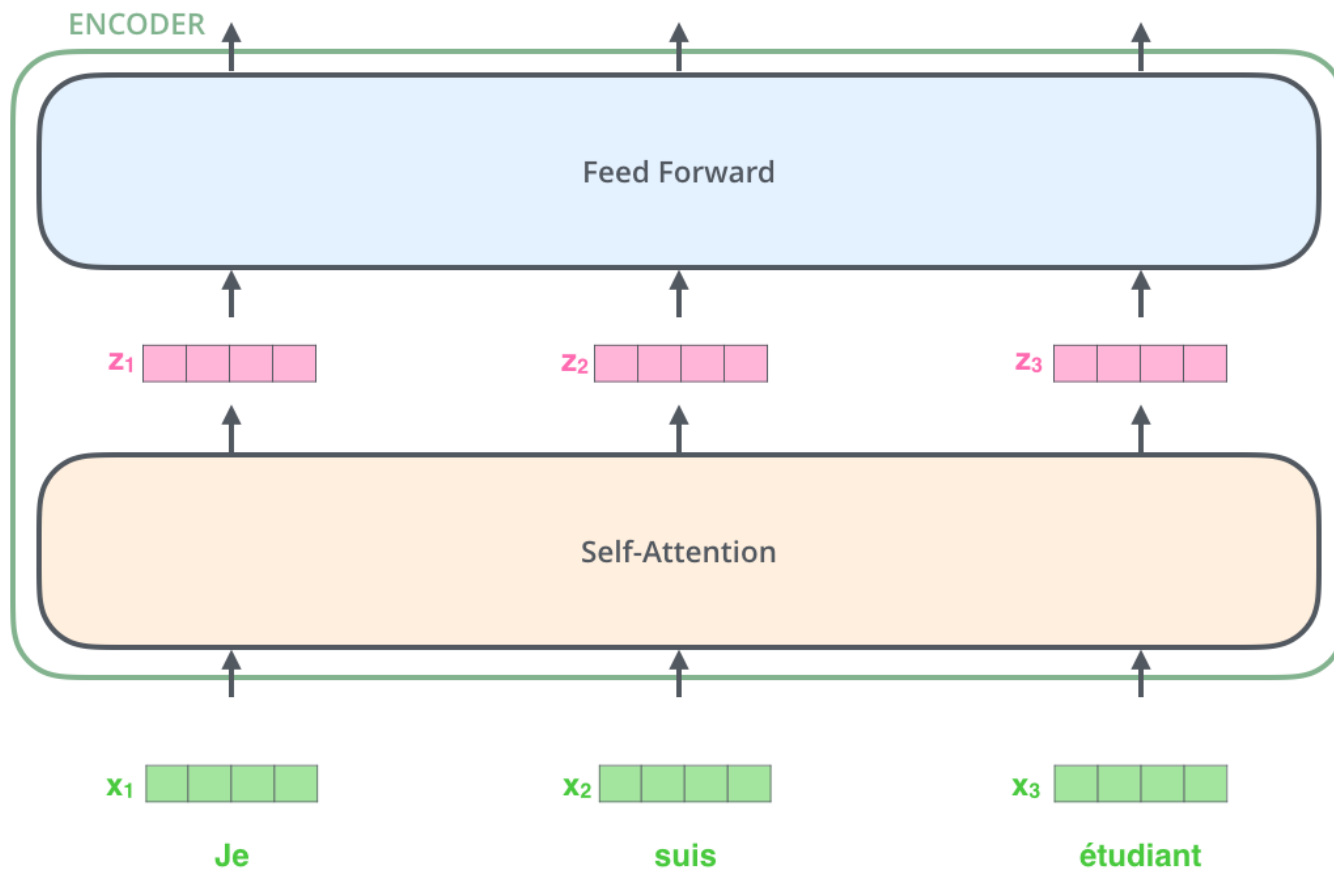 ENCODER
Feed Forward
z₁ z₂ z₃
Self-Attention
x₁ x₂ x₃
Je suis étudiant